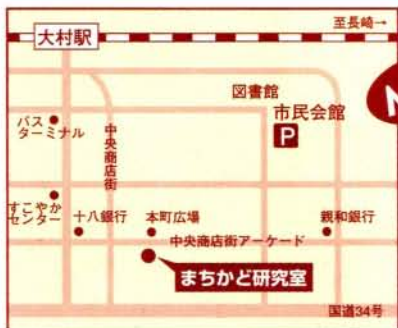 至長崎→
大村駅
図書館
市民会館
P
バス
ターミナル
中央商店街
すこやか
センター
十八銀行
本町広場
親和銀行
中央商店街アーケード
まちかど研究室
国道34号